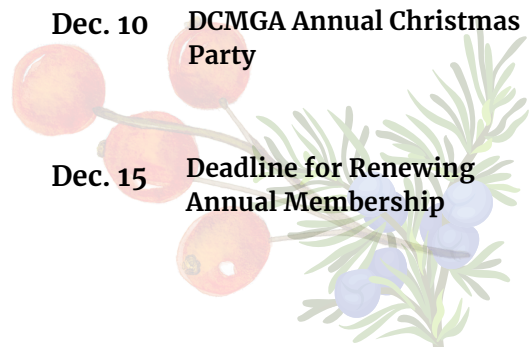 Dec. 10 DCMGA Annual Christmas
Party
Dec. 15 Deadline for Renewing
Annual Membership